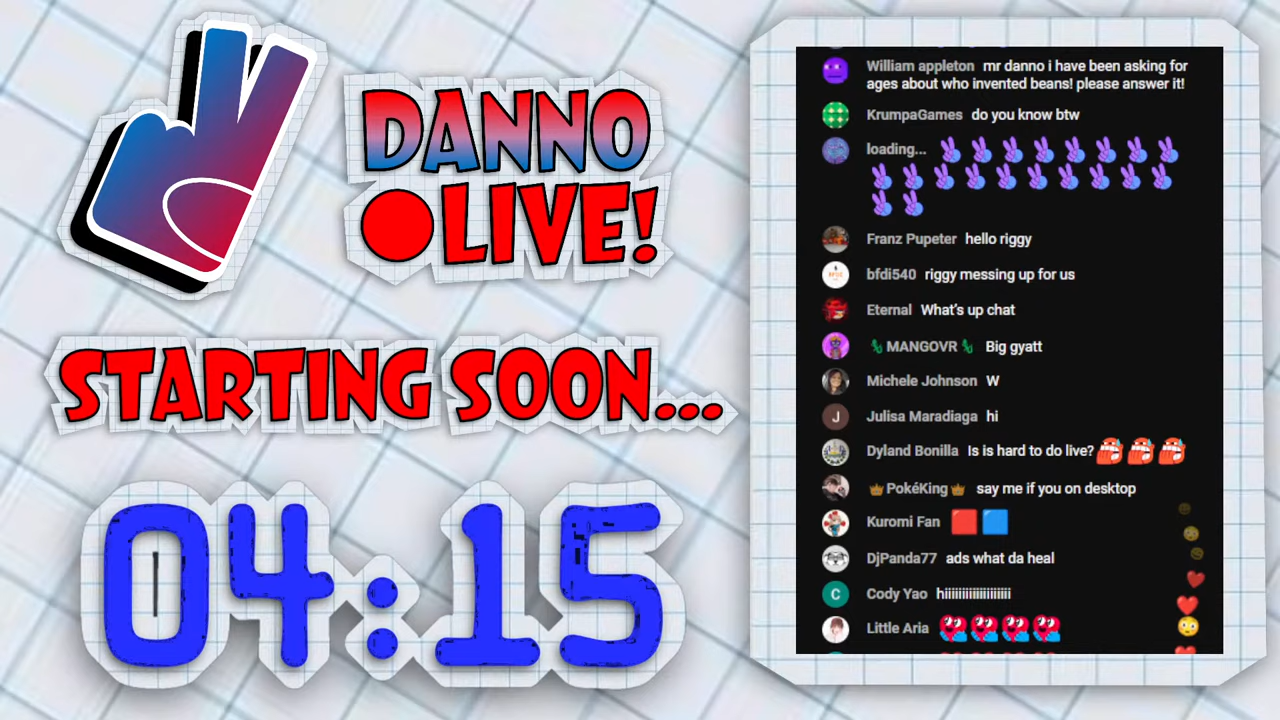 DANNO
LIVE!
STARTING SOON...
04:15
William appleton mr danno i have been asking for
ages about who invented beans! please answer it!
KrumpaGames do you know btw
loading...
Franz Pupeter hello riggy
bfdi540 riggy messing up for us
Eternal What's up chat
MANGOVR Big gyatt
Michele Johnson W
J Julisa Maradiaga hi
Dyland Bonilla Is is hard to do live?
PokéKing say me if you on desktop
Kuromi Fan
DjPanda77 ads what da heal
C Cody Yao hiiiiiiiiiiiiiiiiiii
Little Aria